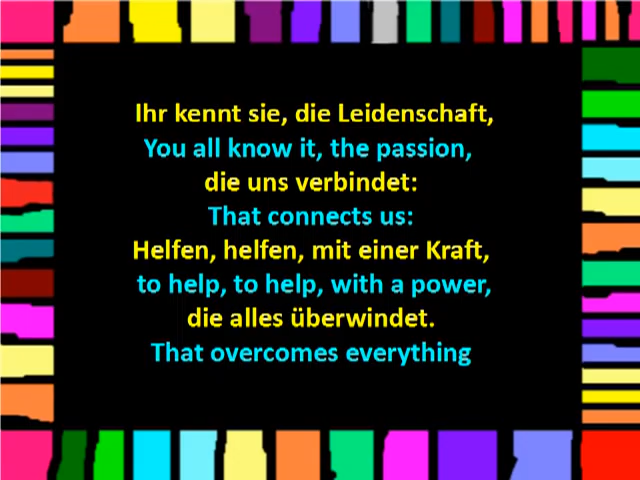 Ihr kennt sie, die Leidenschaft,
You all know it, the passion,
die uns verbindet:
That connects us:
Helfen, helfen, mit einer Kraft,
to help, to help, with a power,
die alles überwindet.
That overcomes everything